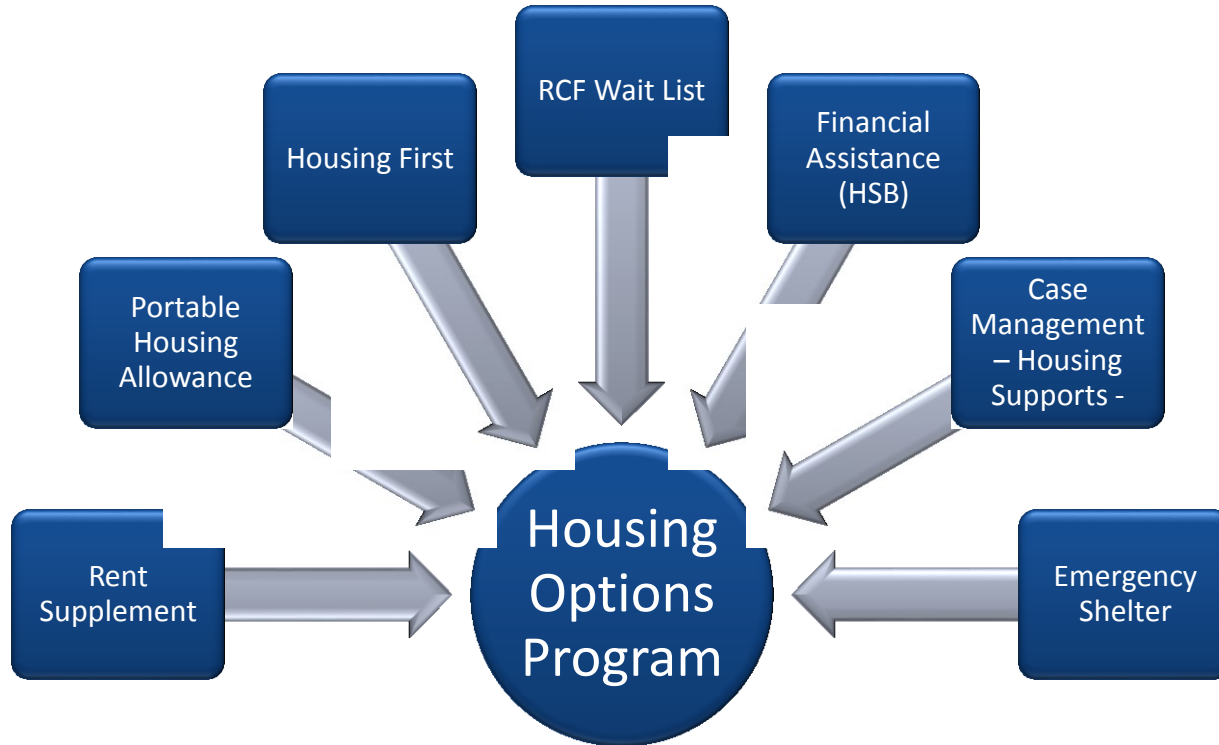 RCF Wait List
Housing First
Financial
Assistance
(HSB)
Portable
Housing
Allowance
Case
Management
– Housing
Supports -
Rent
Supplement
Housing
Options
Program
Emergency
Shelter